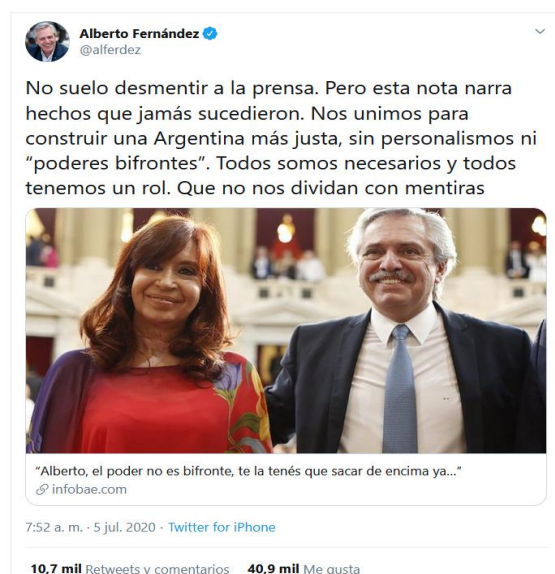 Alberto Fernández
@alferdez
No suelo desmentir a la prensa. Pero esta nota narra
hechos que jamás sucedieron. Nos unimos para
construir una Argentina más justa, sin personalismos ni
“poderes bifrontes”. Todos somos necesarios y todos
tenemos un rol. Que no nos dividan con mentiras
“Alberto, el poder no es bifronte, te la tenés que sacar de encima ya...”
infobae.com
7:52 a. m. · 5 jul. 2020 · Twitter for iPhone
10,7 mil Retweets y comentarios 40,9 mil Me gusta